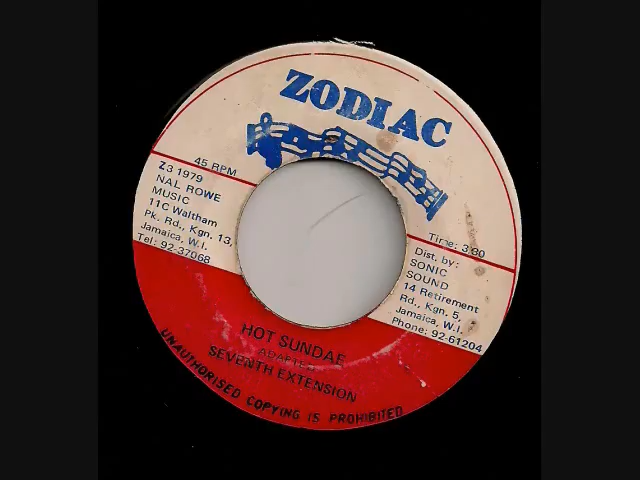 ZODIAC
45 RPM
Z3 1979
NAL ROWE
MUSIC
11C Waltham
Pk. Rd., Kgn. 13,
Jamaica, W.I.
Tel: 92-37068
Time: 3:30
Dist. by:
SONIC
SOUND
14 Retirement
Rd., Kgn. 5,
Jamaica, W.I.
Phone: 92-61204
HOT SUNDAE
ADAPTED
SEVENTH EXTENSION
UNAUTHORISED COPYING IS PROHIBITED